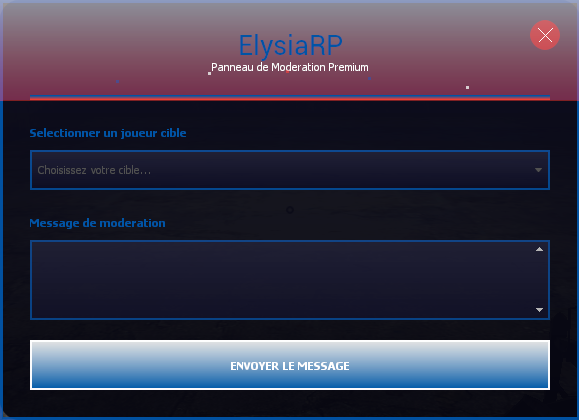 ElysiaRP
Panneau de Moderation Premium
Selectionner un joueur cible
Choisissez votre cible...
Message de moderation
ENVOYER LE MESSAGE